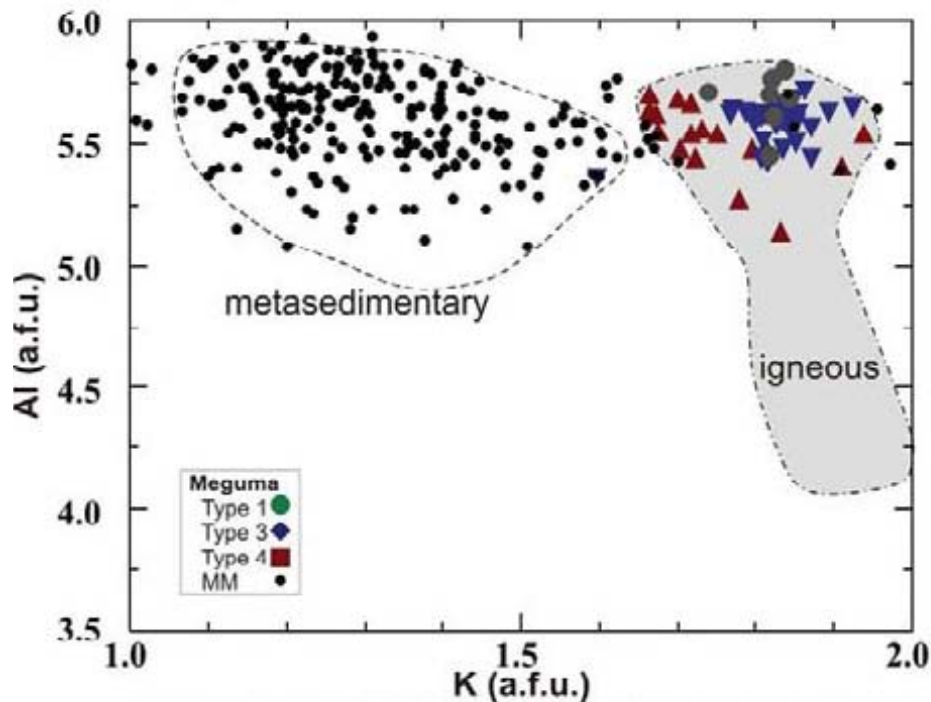 6.0
5.5
5.0
4.5
4.0
3.5
Al (a.f.u.)
metasedimentary
igneous
Meguma
Type 1
Type 3
Type 4
MM
1.0
1.5
2.0
K (a.f.u.)